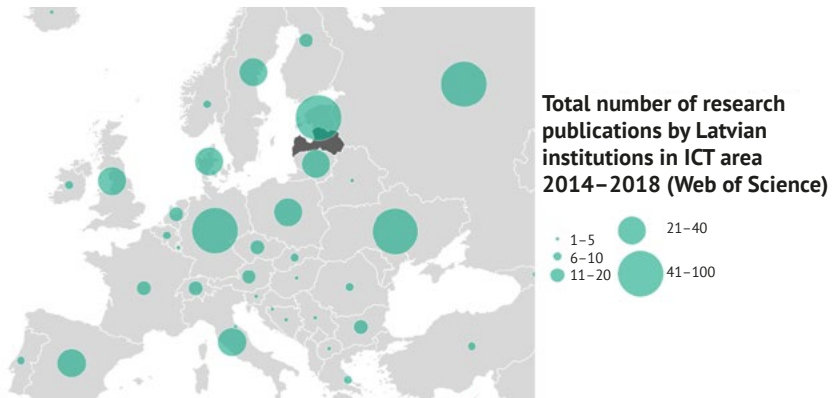 Total number of research
publications by Latvian
institutions in ICT area
2014–2018 (Web of Science)
1–5
6–10
11–20
21–40
41–100